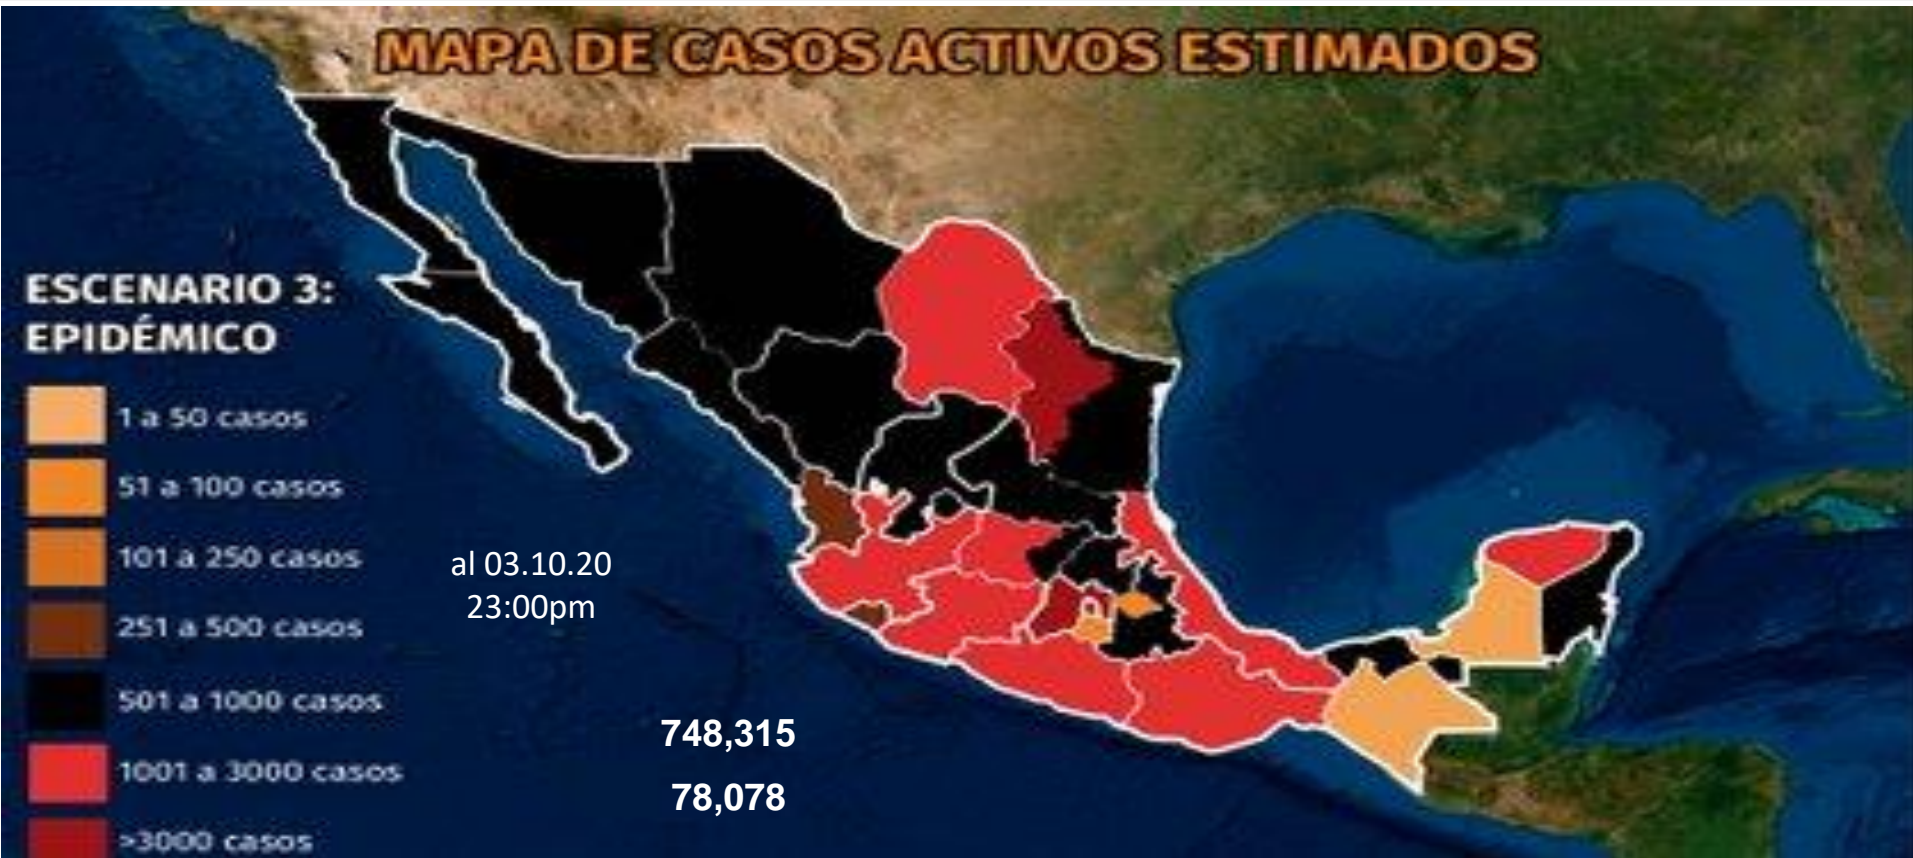 MAPA DE CASOS ACTIVOS ESTIMADOS
ESCENARIO 3:
EPIDÉMICO
1 a 50 casos
51 a 100 casos
101 a 250 casos
251 a 500 casos
501 a 1000 casos
1001 a 3000 casos
>3000 casos
al 03.10.20
23:00pm
748,315
78,078